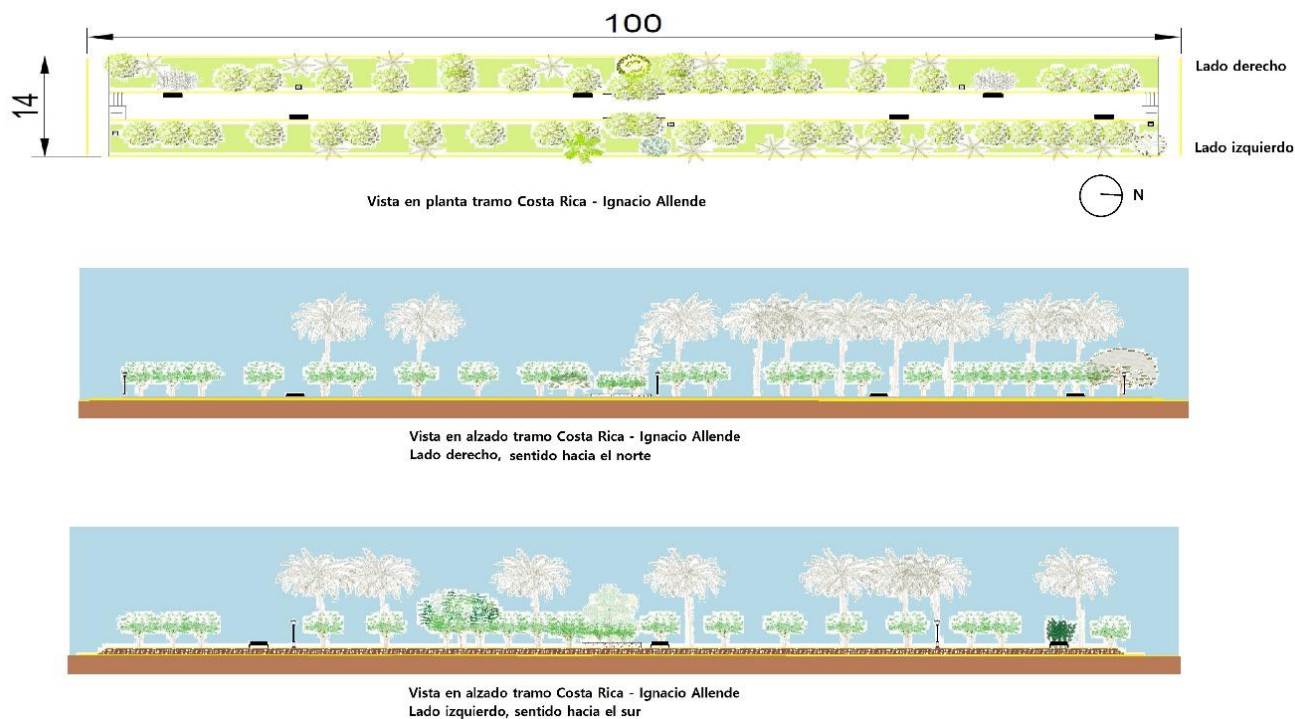 100
14
Lado derecho
Lado izquierdo
Vista en planta tramo Costa Rica - Ignacio Allende
N
Vista en alzado tramo Costa Rica - Ignacio Allende
Lado derecho, sentido hacia el norte
Vista en alzado tramo Costa Rica - Ignacio Allende
Lado izquierdo, sentido hacia el sur